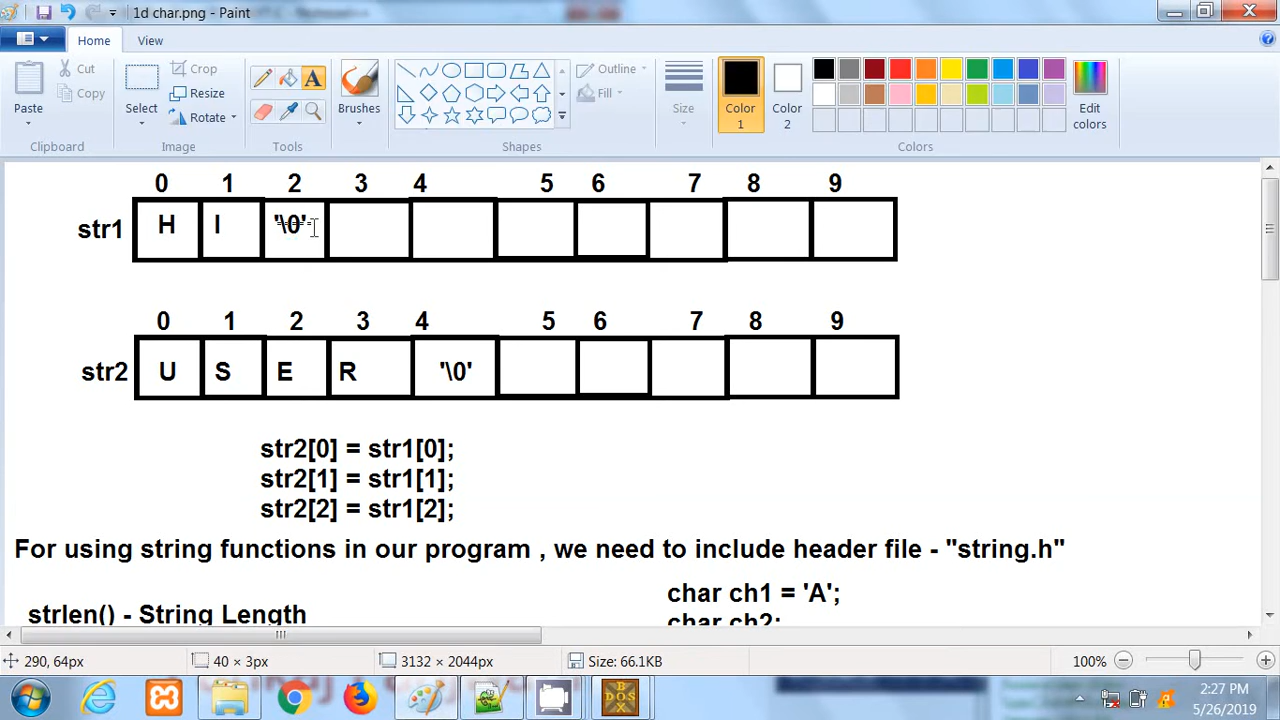 1d char.png - Paint
Home View
Paste
Cut
Copy
Clipboard
Select
Crop
Resize
Rotate
Image
A
Tools
Brushes
Shapes
Outline
Fill
Size
Color 1
Color 2
Edit colors
Colors
0 1 2 3 4 5 6 7 8 9
str1 H I '\0'
0 1 2 3 4 5 6 7 8 9
str2 U S E R '\0'
str2[0] = str1[0];
str2[1] = str1[1];
str2[2] = str1[2];
For using string functions in our program , we need to include header file - "string.h"
char ch1 = 'A';
strlen() - String Length
char ch2;
290, 64px
40 × 3px
3132 × 2044px
Size: 66.1KB
100%
DOS
2:27 PM
5/26/2019